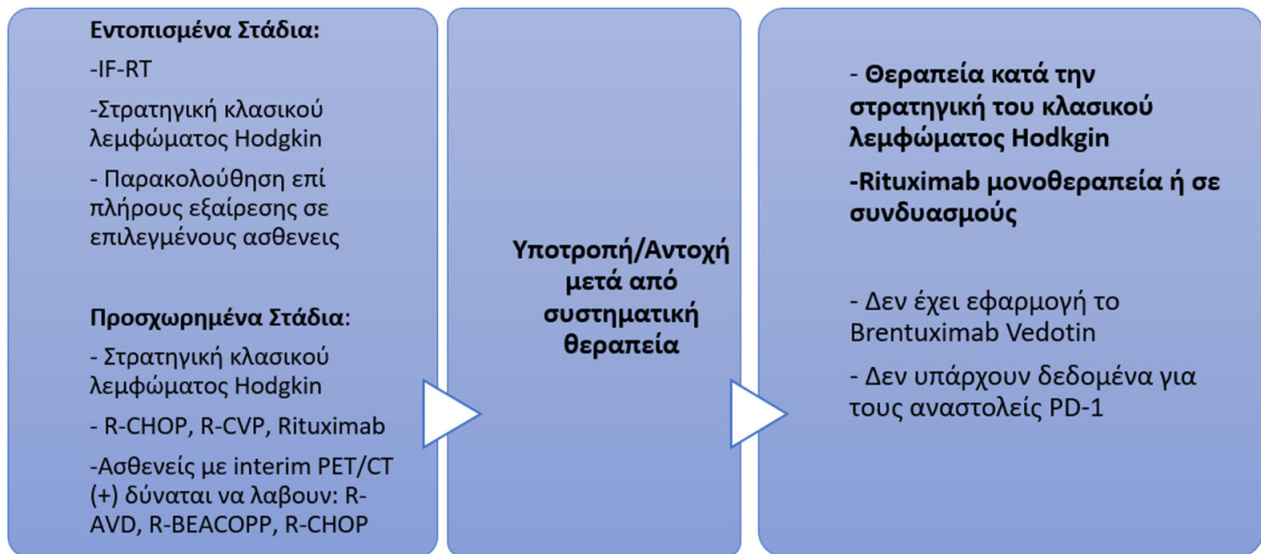 Εντοπισμένα Στάδια:
-IF-RT
-Στρατηγική κλασικού
λεμφώματος Hodgkin
- Παρακολούθηση επί
πλήρους εξαίρεσης σε
επιλεγμένους ασθενεις
Προσχωρημένα Στάδια:
- Στρατηγική κλασικού
λεμφώματος Hodgkin
- R-CHOP, R-CVP, Rituximab
-Ασθενείς με interim PET/CT
(+) δύναται να λαβουν: R-
AVD, R-BEACOPP, R-CHOP
Υποτροπή/Αντοχή
μετά από
συστηματική
θεραπεία
- Θεραπεία κατά την
στρατηγική του κλασικού
λεμφώματος Hodkgin
-Rituximab μονοθεραπεία ή σε
συνδυασμούς
- Δεν έχει εφαρμογή το
Brentuximab Vedotin
- Δεν υπάρχουν δεδομένα για
τους αναστολείς PD-1